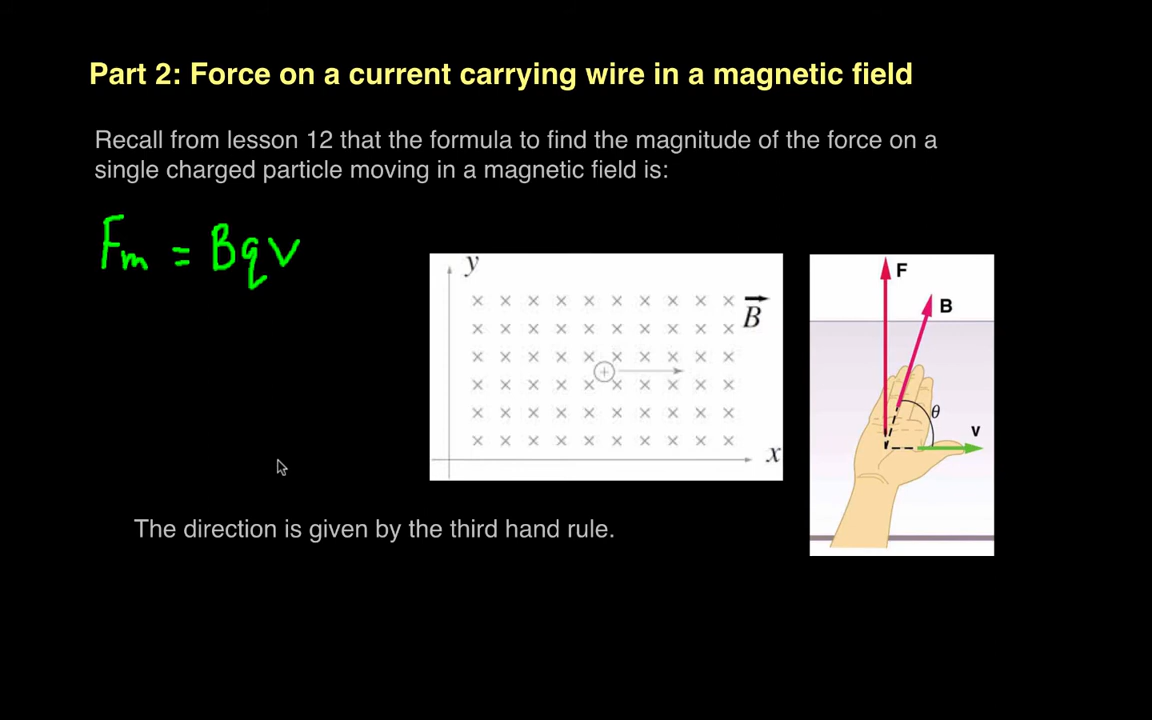 Part 2: Force on a current carrying wire in a magnetic field
Recall from lesson 12 that the formula to find the magnitude of the force on a
single charged particle moving in a magnetic field is:
Fm = Bqv
y
B
x
F
B
θ
v
The direction is given by the third hand rule.